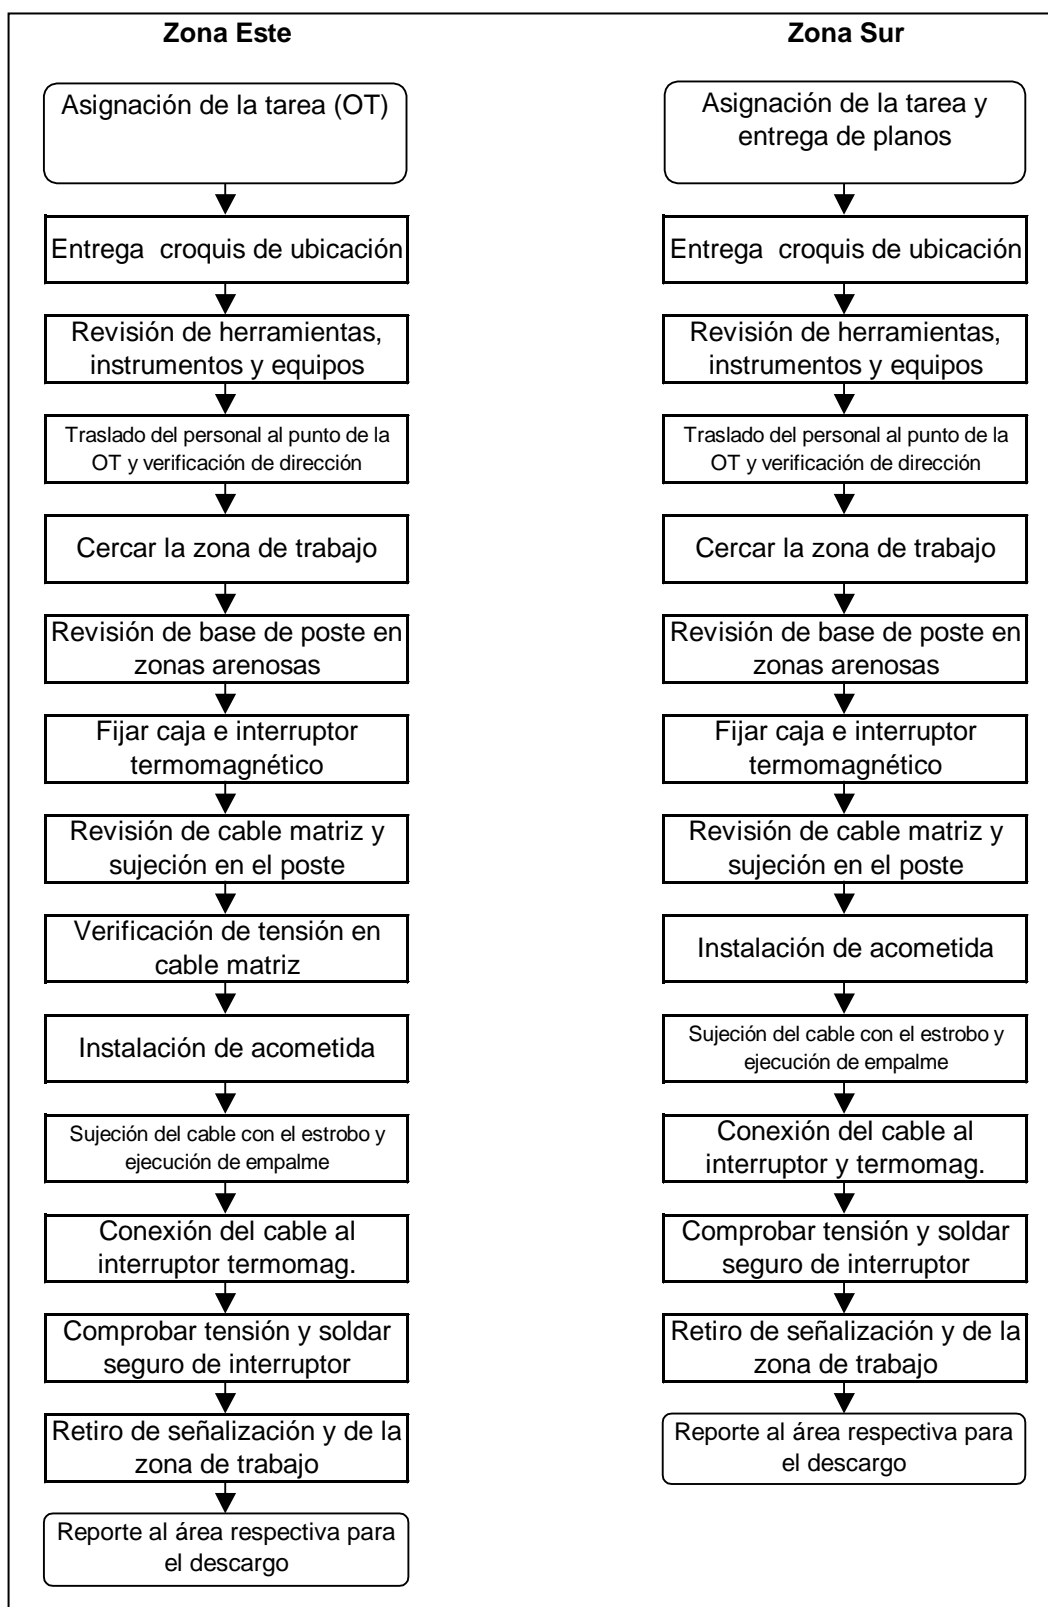 Zona Este
Asignación de la tarea (OT)
Entrega  croquis de ubicación
Revisión de herramientas,
instrumentos y equipos
Traslado del personal al punto de la
OT y verificación de dirección
Cercar la zona de trabajo
Revisión de base de poste en
zonas arenosas
Fijar caja e interruptor
termomagnético
Revisión de cable matriz y
sujeción en el poste
Verificación de tensión en
cable matriz
Instalación de acometida
Sujeción del cable con el estrobo y
ejecución de empalme
Conexión del cable al
interruptor termomag.
Comprobar tensión y soldar
seguro de interruptor
Retiro de señalización y de la
zona de trabajo
Reporte al área respectiva para
el descargo
Zona Sur
Asignación de la tarea y
entrega de planos
Entrega  croquis de ubicación
Revisión de herramientas,
instrumentos y equipos
Traslado del personal al punto de la
OT y verificación de dirección
Cercar la zona de trabajo
Revisión de base de poste en
zonas arenosas
Fijar caja e interruptor
termomagnético
Revisión de cable matriz y
sujeción en el poste
Instalación de acometida
Sujeción del cable con el estrobo y
ejecución de empalme
Conexión del cable al
interruptor y termomag.
Comprobar tensión y soldar
seguro de interruptor
Retiro de señalización y de la
zona de trabajo
Reporte al área respectiva para
el descargo